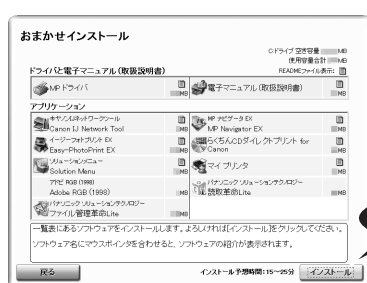 おまかせインストール
C:ドライブ 空き容量 MB
使用容量合計 MB
ドライバと電子マニュアル(取扱説明書)
READMEファイル表示:
MPドライバ MB
電子マニュアル(取扱説明書) MB
アプリケーション
キヤノンIJネットワークツール
Canon IJ Network Tool MB
MP ナビゲータ EX
MP Navigator EX MB
イージーフォトプリント EX
Easy-PhotoPrint EX MB
らくちんCDダイレクトプリント for
Canon MB
ソリューションメニュー
Solution Menu MB
マイ プリンタ MB
アドビ RGB (1998)
Adobe RGB (1998) MB
パナソニック ソリューションテクノロジー
読取革命Lite MB
パナソニック ソリューションテクノロジー
ファイル管理革命Lite MB
一覧表にあるソフトウェアをインストールします。よろしければ[インストール]をクリックしてください。
ソフトウェア名にマウスポインタを合わせると、ソフトウェアの紹介が表示されます。
戻る
インストール予想時間:15~25分
インストール